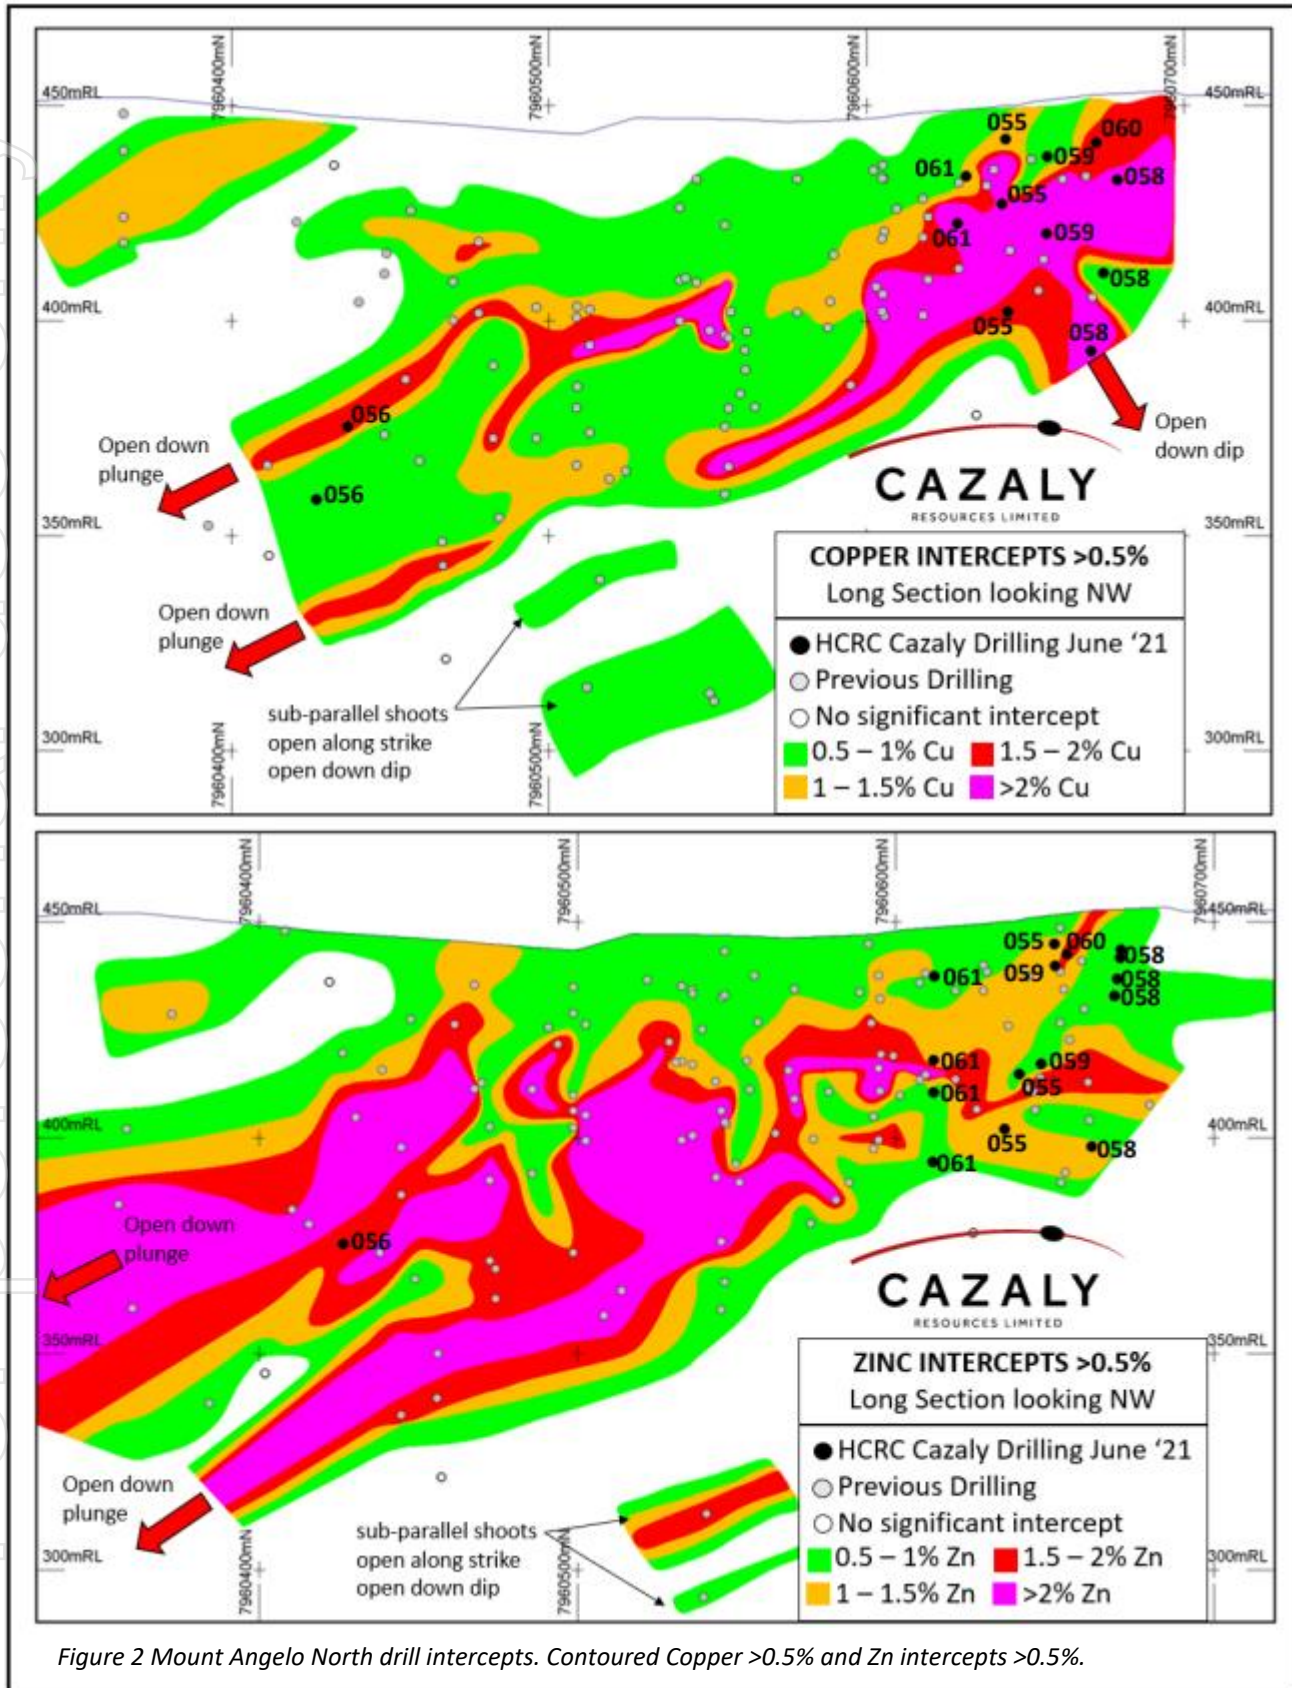 7960400mN
7960500mN
7960600mN
7960700mN
450mRL
450mRL
055
060
059
061
058
055
061
059
058
400mRL
400mRL
055
058
056
Open down
plunge
Open
down dip
056
CAZALY
RESOURCES LIMITED
350mRL
350mRL
COPPER INTERCEPTS >0.5%
Long Section looking NW
Open down
plunge
HCRC Cazaly Drilling June ‘21
Previous Drilling
No significant intercept
0.5 – 1% Cu
1.5 – 2% Cu
1 – 1.5% Cu
>2% Cu
sub-parallel shoots
open along strike
open down dip
300mRL
300mRL
7960400mN
7960500mN
7960400mN
7960500mN
7960600mN
7960700mN
450mRL
450mRL
055
060
058
059
061
058
058
061
059
055
061
400mRL
400mRL
055
058
061
Open down
plunge
056
CAZALY
RESOURCES LIMITED
350mRL
350mRL
ZINC INTERCEPTS >0.5%
Long Section looking NW
HCRC Cazaly Drilling June ‘21
Previous Drilling
No significant intercept
0.5 – 1% Zn
1.5 – 2% Zn
1 – 1.5% Zn
>2% Zn
Open down
plunge
sub-parallel shoots
open along strike
open down dip
300mRL
300mRL
7960400mN
7960500mN
Figure 2 Mount Angelo North drill intercepts. Contoured Copper >0.5% and Zn intercepts >0.5%.